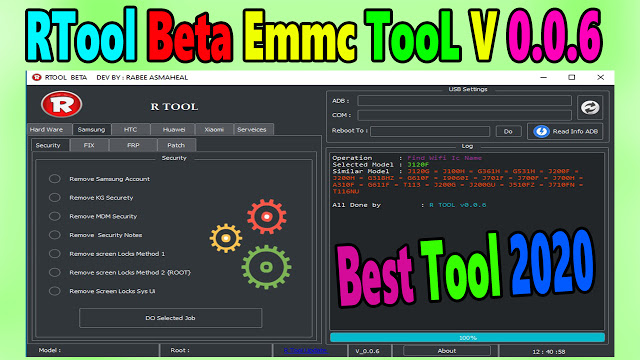 RTool Beta Emmc TooL V 0.0.6
R RTOOL BETA DEV BY : RABEE ASMAHEAL
R
R TOOL
Hard Ware Samsung HTC Huawei Xiaomi Serveices
Security FIX FRP Patch
Security
Remove Samsung Account
Remove KG Securety
Remove MDM Security
Remove Security Notes
Remove screen Locks Method 1
Remove screen Locks Method 2 {ROOT}
Remove Screen Locks Sys UI
DO Selected Job
USB Settings
ADB :
COM :
Reboot To : Do Read Info ADB
Log
Operation : Find Wifi Ic Name
Selected Model : J120F
Similar Model : J120G = J100H = G361H = G531H = J200F =
J200H = G318HZ = G610F = I9060I = J701F = J700F = J700H =
A310F = G611F = T113 = J200G = J200GU = J510FZ = J710FN =
T116NU
All Done by : R TOOL v0.0.6
Best Tool 2020
100%
Model : Root : V_0.0.6 About 12 : 40 : 58